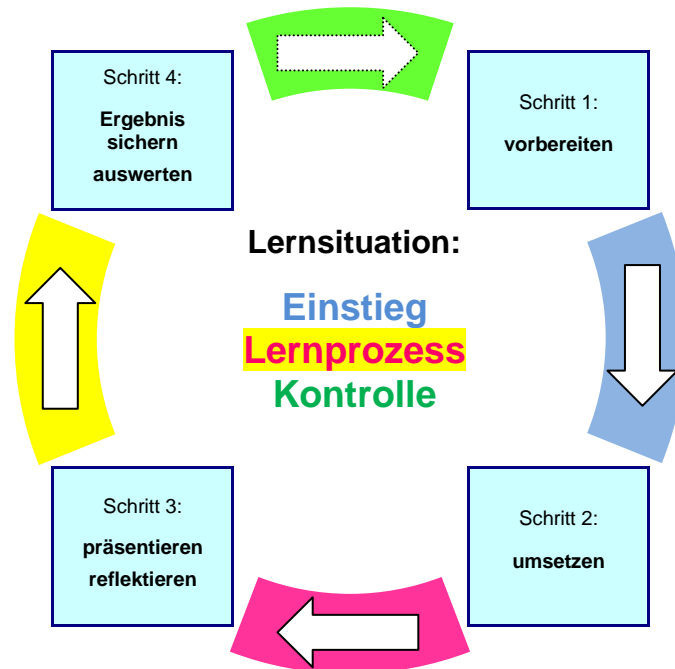 Schritt 4:
Ergebnis
sichern
auswerten
Schritt 1:
vorbereiten
Lernsituation:
Einstieg
Lernprozess
Kontrolle
Schritt 3:
präsentieren
reflektieren
Schritt 2:
umsetzen